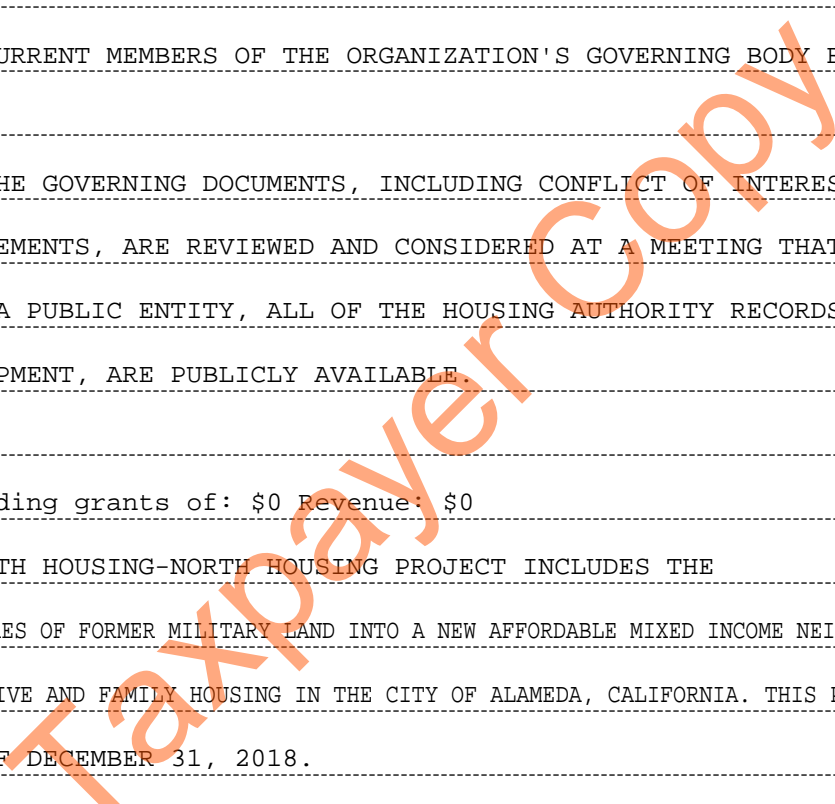 URRENT MEMBERS OF THE ORGANIZATION'S GOVERNING BODY
HE GOVERNING DOCUMENTS, INCLUDING CONFLICT OF INTERES
EMENTS, ARE REVIEWED AND CONSIDERED AT A MEETING THAT
A PUBLIC ENTITY, ALL OF THE HOUSING AUTHORITY RECORDS
PMENT, ARE PUBLICLY AVAILABLE.
ding grants of: $0 Revenue: $0
TH HOUSING-NORTH HOUSING PROJECT INCLUDES THE
RES OF FORMER MILITARY LAND INTO A NEW AFFORDABLE MIXED INCOME NEI
IVE AND FAMILY HOUSING IN THE CITY OF ALAMEDA, CALIFORNIA. THIS
F DECEMBER 31, 2018.
Taxpayer Copy